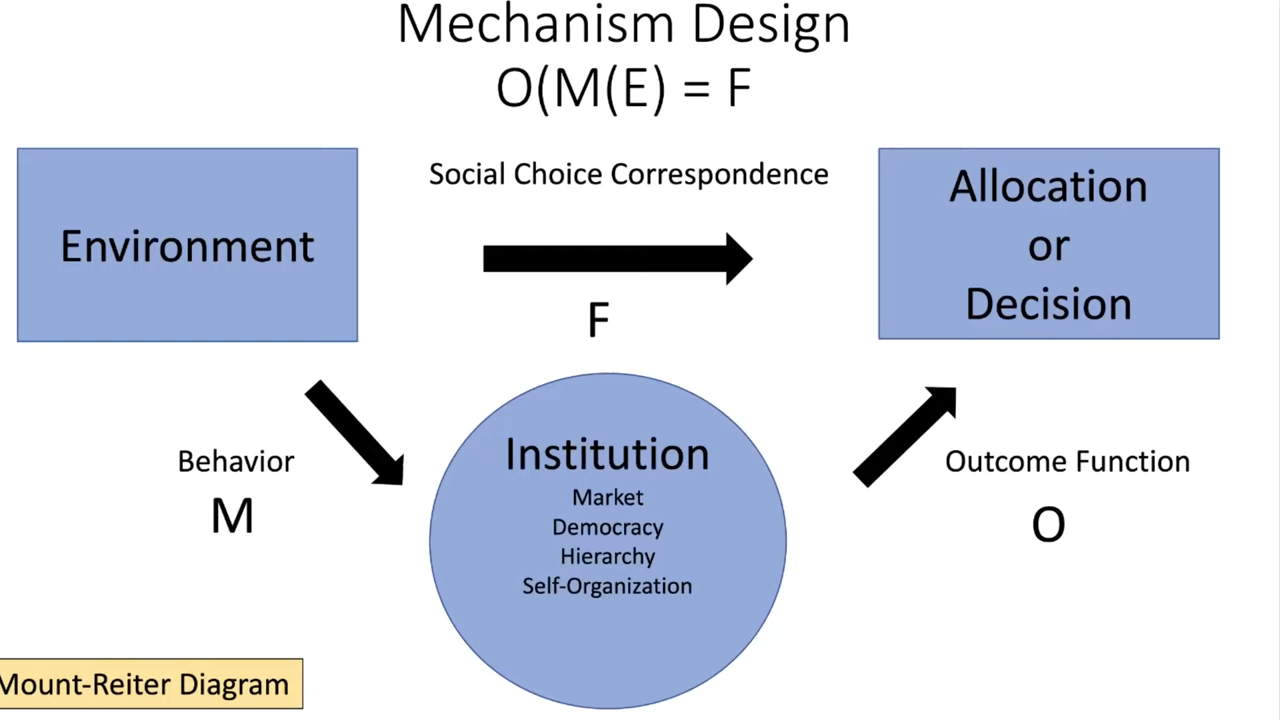 Mechanism Design
O(M(E) = F
Social Choice Correspondence
Environment
F
Allocation
or
Decision
Behavior
M
Institution
Market
Democracy
Hierarchy
Self-Organization
Outcome Function
O
Mount-Reiter Diagram